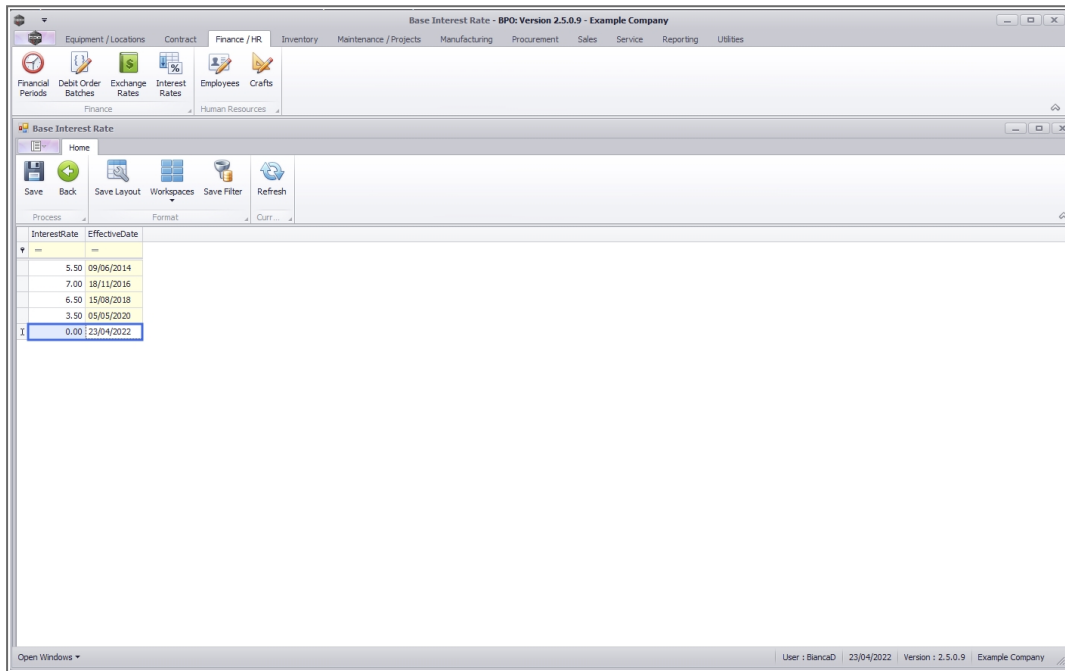 Base Interest Rate - BPO: Version 2.5.0.9 - Example Company
Equipment / Locations Contract Finance / HR Inventory Maintenance / Projects Manufacturing Procurement Sales Service Reporting Utilities
Financial Periods Debit Order Batches Exchange Rates Interest Rates Employees Crafts
Finance Human Resources
Base Interest Rate
Home
Save Back Save Layout Workspaces Save Filter Refresh
Process Format Curr...
InterestRate EffectiveDate
= =
5.50 09/06/2014
7.00 18/11/2016
6.50 15/08/2018
3.50 05/05/2020
0.00 23/04/2022
Open Windows User : BiancaD 23/04/2022 Version : 2.5.0.9 Example Company